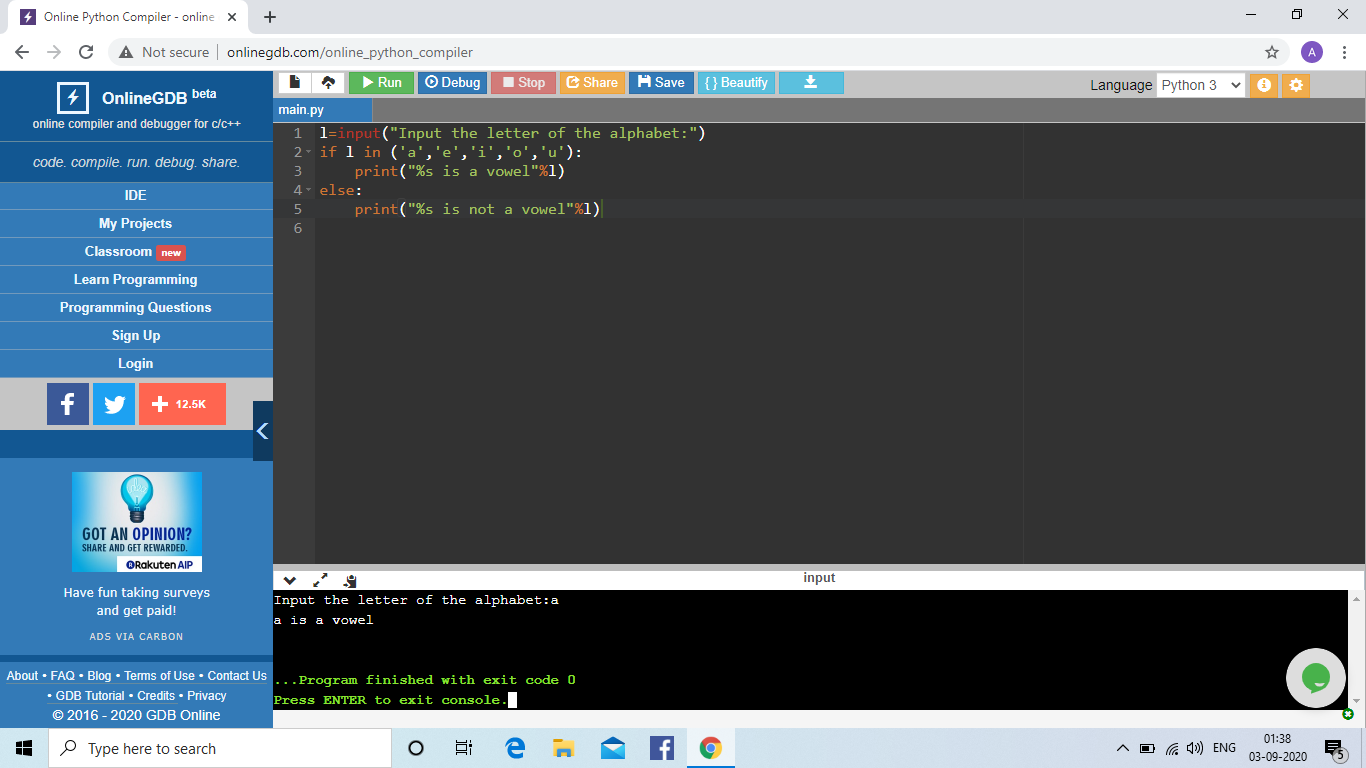 Online Python Compiler - online
Not secure
onlinegdb.com/online_python_compiler
A
OnlineGDB beta
online compiler and debugger for c/c++
code. compile. run. debug. share.
IDE
My Projects
Classroom new
Learn Programming
Programming Questions
Sign Up
Login
12.5K
GOT AN OPINION?
SHARE AND GET REWARDED.
Rakuten AIP
Have fun taking surveys
and get paid!
ADS VIA CARBON
About • FAQ • Blog • Terms of Use • Contact Us
• GDB Tutorial • Credits • Privacy
© 2016 - 2020 GDB Online
Run Debug Stop Share Save { } Beautify
Language Python 3
main.py
1 l=input("Input the letter of the alphabet:")
2 if l in ('a','e','i','o','u'):
3     print("%s is a vowel"%l)
4 else:
5     print("%s is not a vowel"%l)
6
input
Input the letter of the alphabet:a
a is a vowel
...Program finished with exit code 0
Press ENTER to exit console.
Type here to search
ENG
01:38
03-09-2020
5